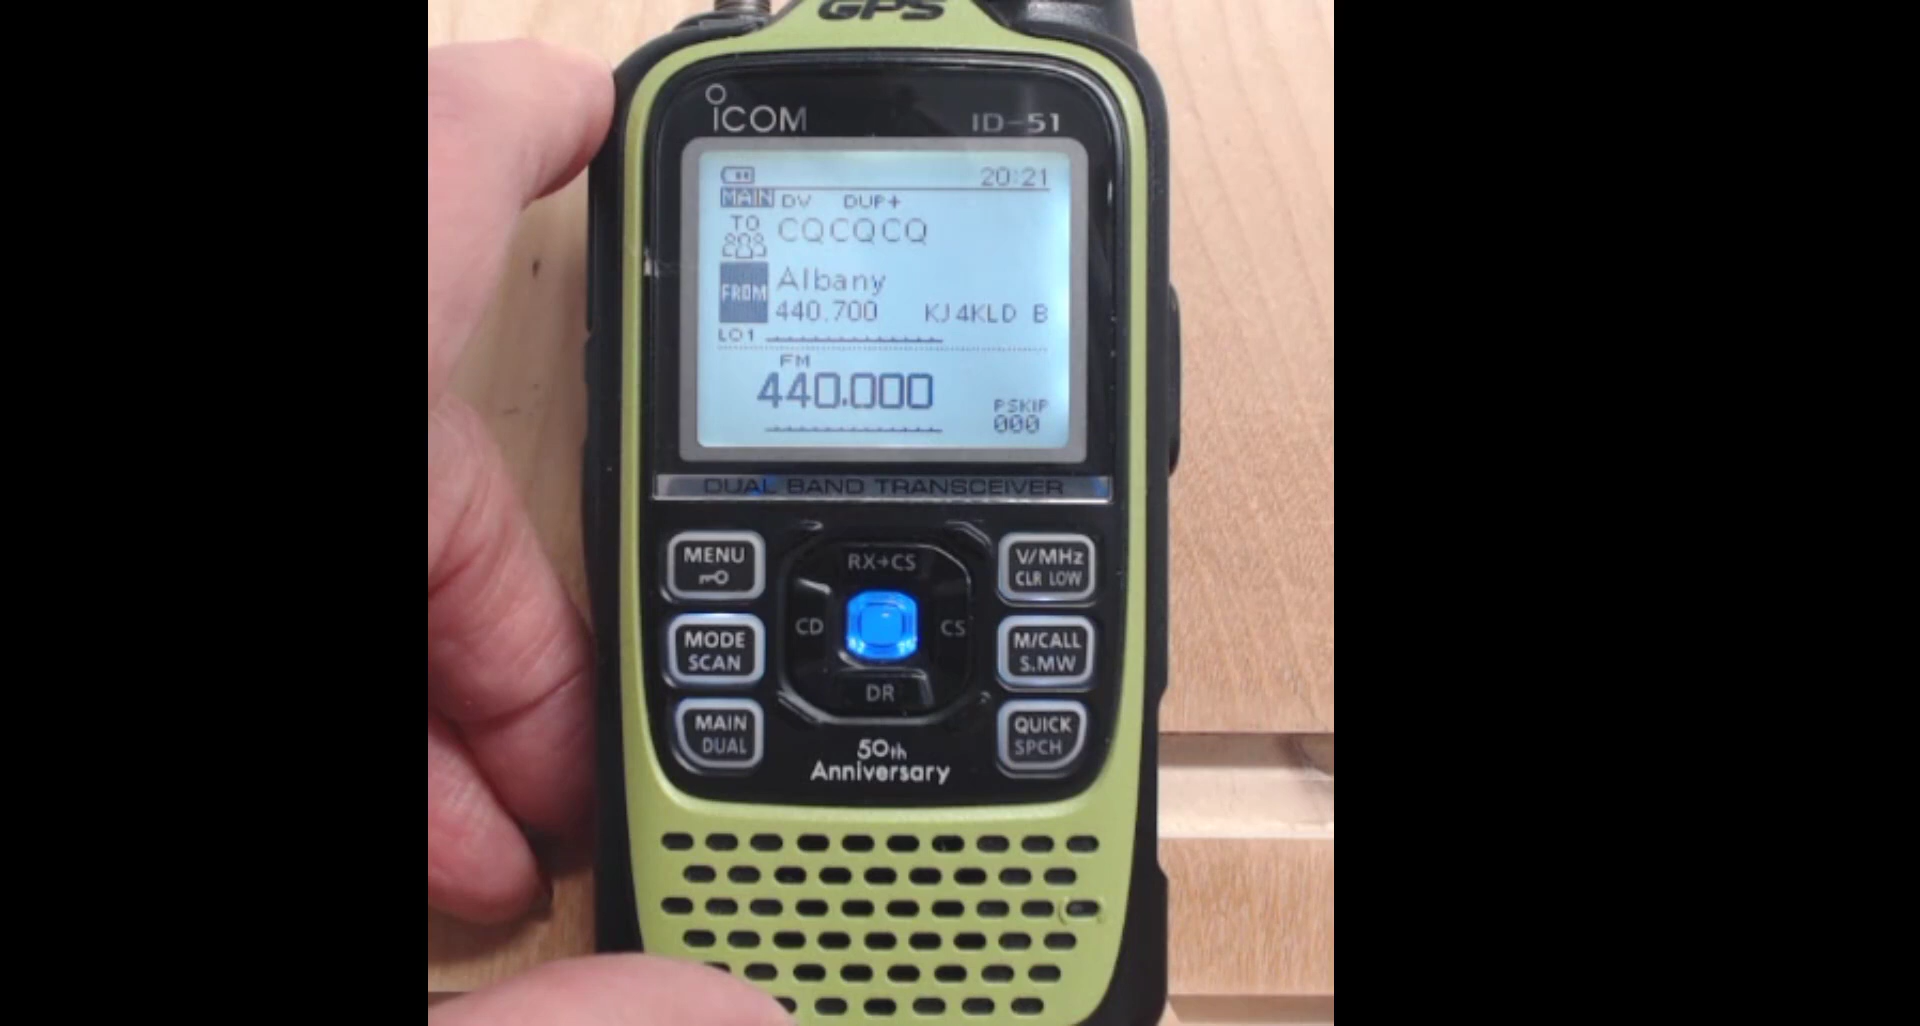 GPS
ICOM ID-51
20:21
MAIN DV DUP+
TO CQCQCQ
FROM Albany
440.700 KJ4KLD B
LO1
FM
440.000
PSKIP
000
DUAL BAND TRANSCEIVER
MENU
RX→CS
V/MHz
CLR LOW
CD
CS
MODE
SCAN
M/CALL
S.MW
DR
MAIN
DUAL
QUICK
SPCH
50th
Anniversary